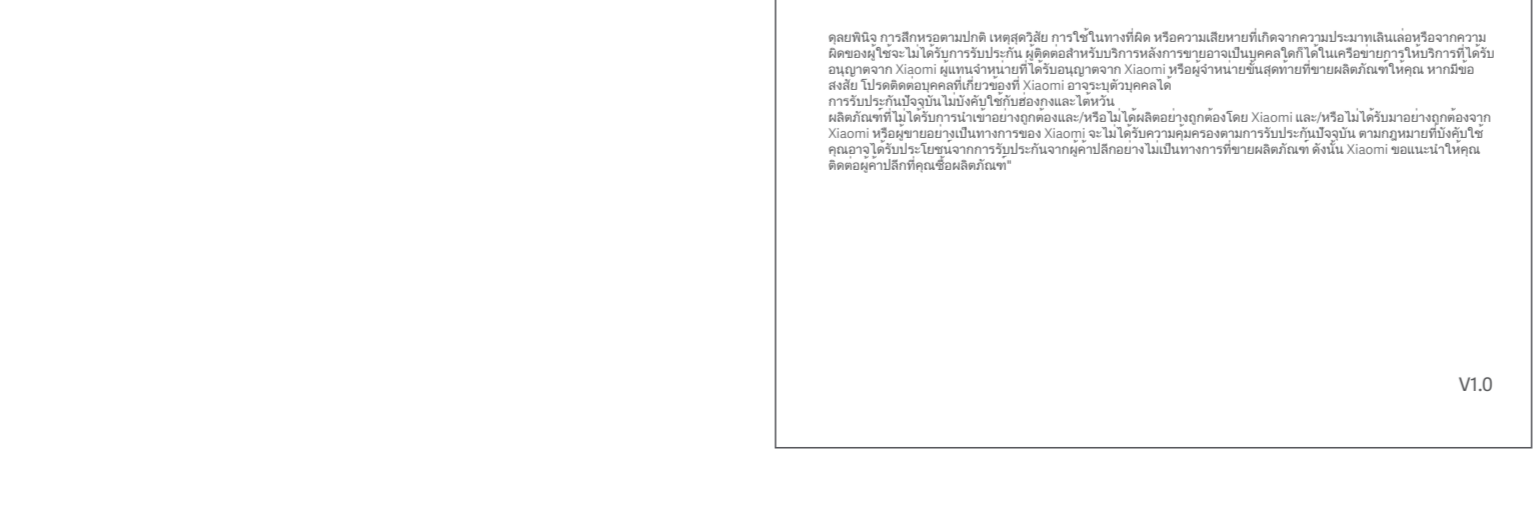 ดุลยพินิจ การสึกหรอตามปกติ เหตุสุดวิสัย การใช้ในทางที่ผิด หรือความเสียหายที่เกิดจากความประมาทเลินเล่อหรือจากความ
ผิดของผู้ใช้จะไม่ได้รับการรับประกัน ผู้ติดต่อสำหรับบริการหลังการขายอาจเป็นบุคคลใดก็ได้ในเครือข่ายการให้บริการที่ได้รับ
อนุญาตจาก Xiaomi ผู้แทนจำหน่ายที่ได้รับอนุญาตจาก Xiaomi หรือผู้จำหน่ายขั้นสุดท้ายที่ขายผลิตภัณฑ์ให้คุณ หากมีข้อ
สงสัย โปรดติดต่อบุคคลที่เกี่ยวข้องที่ Xiaomi อาจระบุตัวบุคคลได้
การรับประกันปัจจุบันไม่บังคับใช้กับฮ่องกงและไต้หวัน
ผลิตภัณฑ์ที่ไม่ได้รับการนำเข้าอย่างถูกต้องและ/หรือไม่ได้ผลิตอย่างถูกต้องโดย Xiaomi และ/หรือไม่ได้รับมาอย่างถูกต้องจาก
Xiaomi หรือผู้ขายอย่างเป็นทางการของ Xiaomi จะไม่ได้รับความคุ้มครองตามการรับประกันปัจจุบัน ตามกฎหมายที่บังคับใช้
คุณอาจได้รับประโยชน์จากการรับประกันจากผู้ค้าปลีกอย่างไม่เป็นทางการที่ขายผลิตภัณฑ์ ดังนั้น Xiaomi ขอแนะนำให้คุณ
ติดต่อผู้ค้าปลีกที่คุณซื้อผลิตภัณฑ์"
V1.0